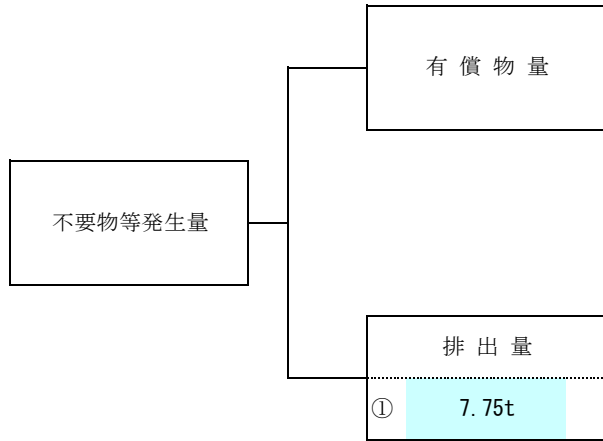 有 償 物 量
不要物等発生量
排 出 量
① 7.75t